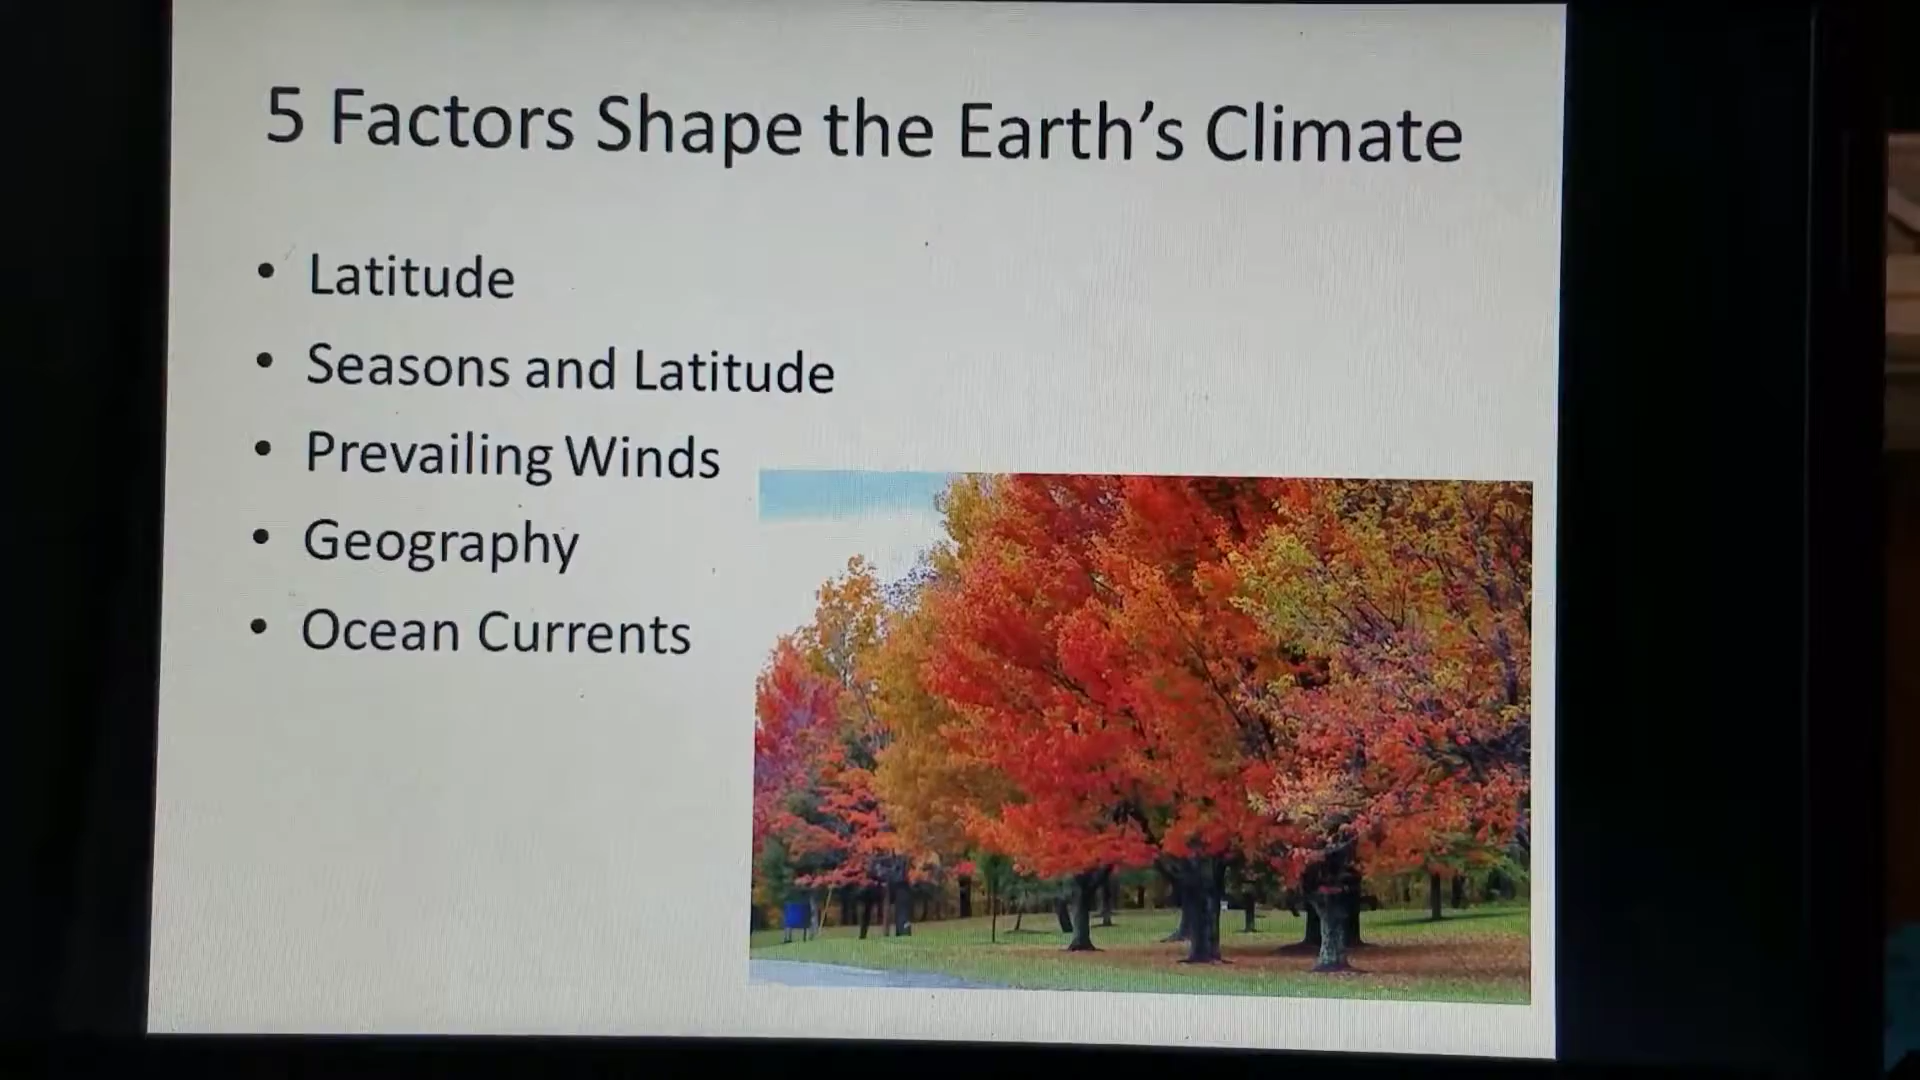 5 Factors Shape the Earth's Climate
• Latitude
• Seasons and Latitude
• Prevailing Winds
• Geography
• Ocean Currents